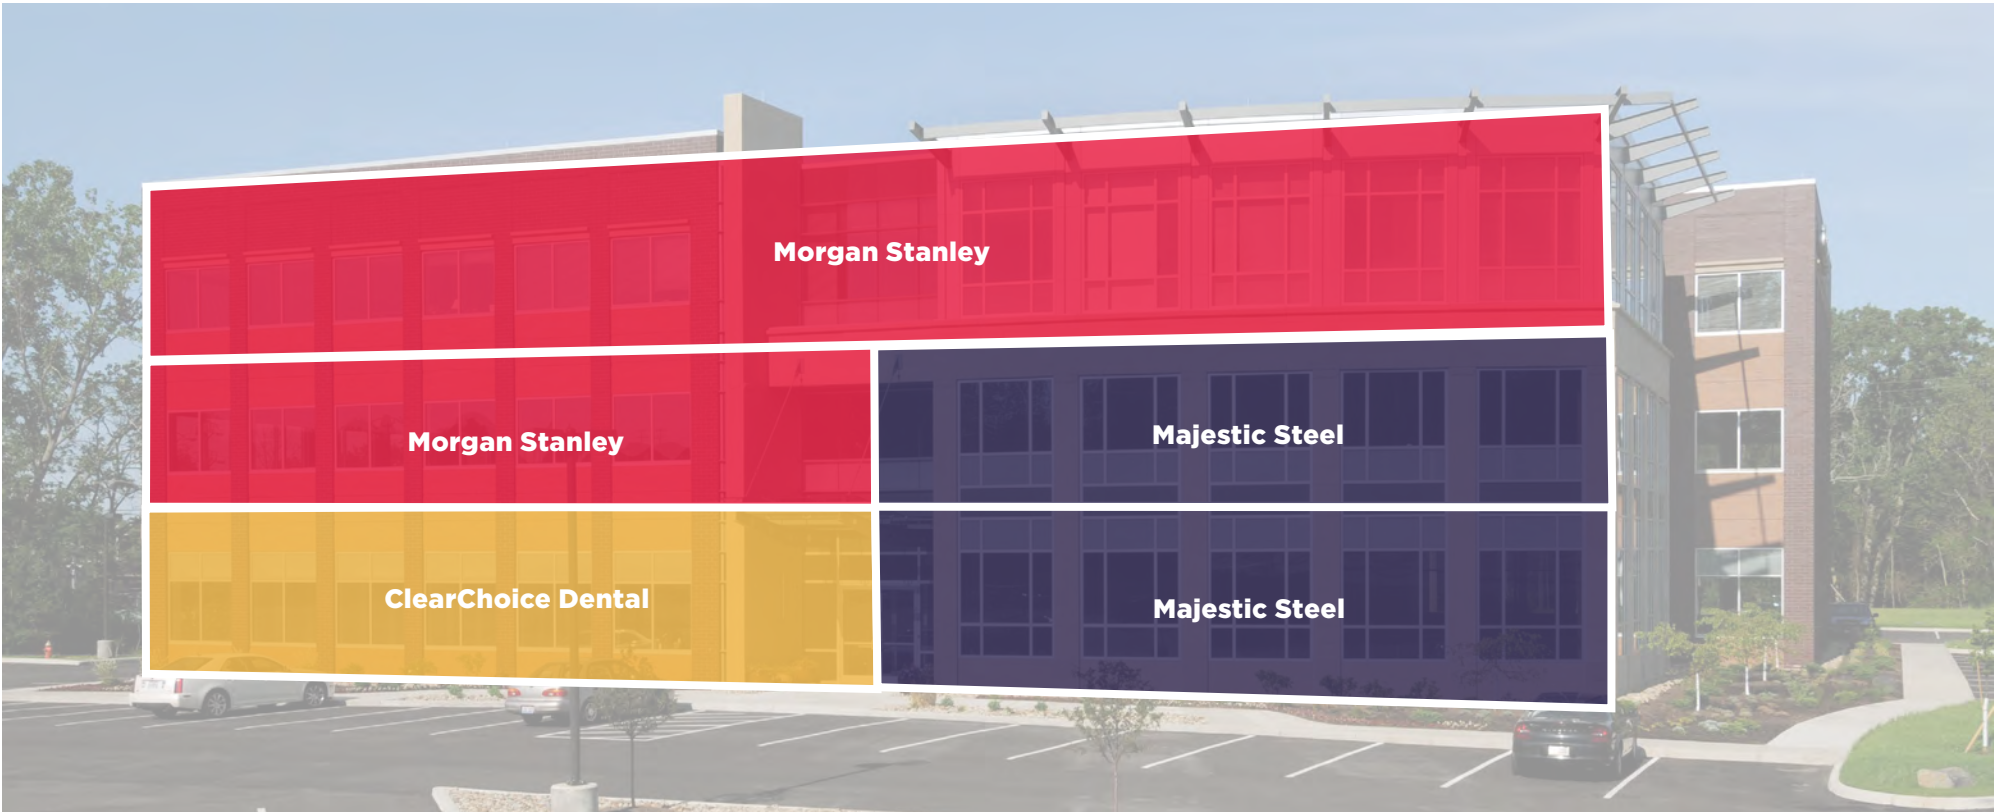 Morgan Stanley
Morgan Stanley
Majestic Steel
ClearChoice Dental
Majestic Steel